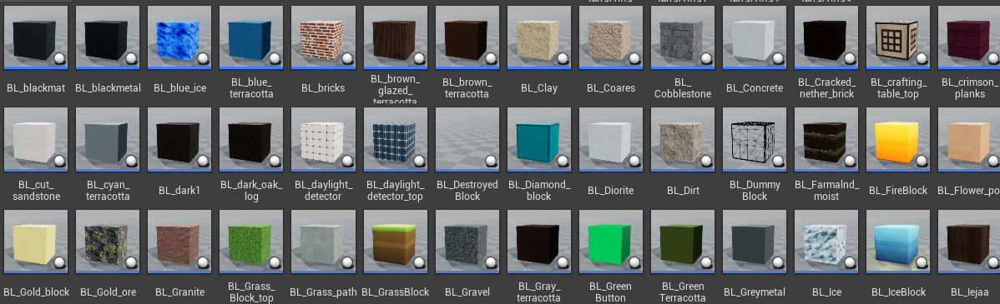 BL_blackmat
BL_blackmetal
BL_blue_ice
BL_blue_
terracotta
BL_bricks
BL_brown_
glazed_
terracotta
BL_brown_
terracotta
BL_Clay
BL_Coares
BL_
Cobblestone
BL_Concrete
BL_Cracked_
nether_brick
BL_crafting_
table_top
BL_crimson_
planks
BL_cut_
sandstone
BL_cyan_
terracotta
BL_dark1
BL_dark_oak_
log
BL_daylight_
detector
BL_daylight_
detector_top
BL_Destroyed
Block
BL_Diamond_
block
BL_Diorite
BL_Dirt
BL_Dummy
Block
BL_Farmalnd_
moist
BL_FireBlock
BL_Flower_po
BL_Gold_block
BL_Gold_ore
BL_Granite
BL_Grass_
Block_top
BL_Grass_path
BL_GrassBlock
BL_Gravel
BL_Gray_
terracotta
BL_Green
Button
BL_Green
Terracotta
BL_Greymetal
BL_Ice
BL_IceBlock
BL_lejaa